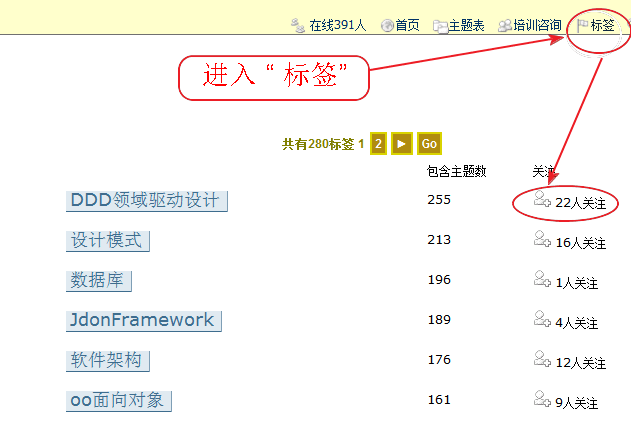 在线391人 首页 主题表 培训咨询 标签
进入“标签”
共有280标签 1 2 ▶ Go
包含主题数 关注
DDD领域驱动设计 255 22人关注
设计模式 213 16人关注
数据库 196 1人关注
JdonFramework 189 4人关注
软件架构 176 12人关注
oo面向对象 161 9人关注